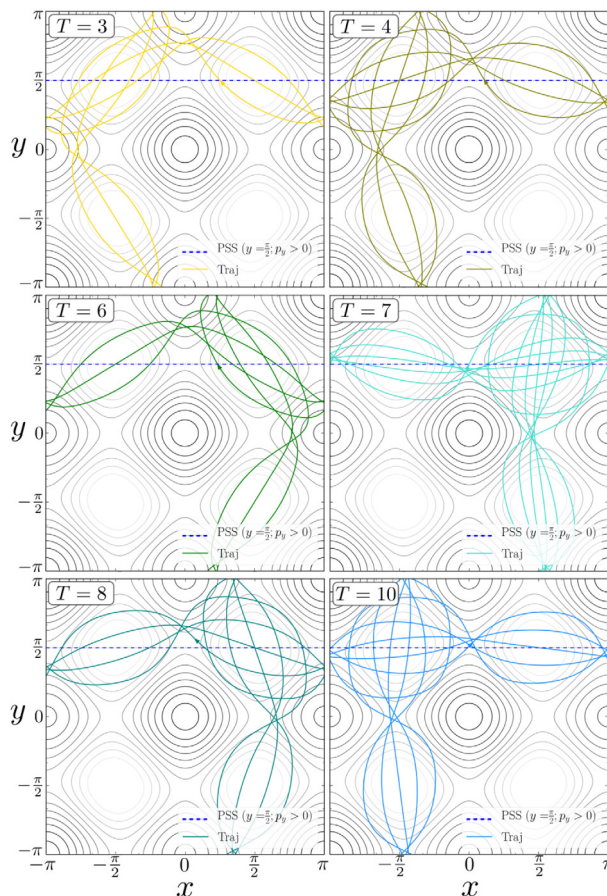 T = 3
T = 4
π
π/2
y 0
−π/2
−π
PSS (y = π/2; p_y > 0)
Traj
PSS (y = π/2; p_y > 0)
Traj
T = 6
T = 7
π
π/2
y 0
−π/2
−π
PSS (y = π/2; p_y > 0)
Traj
PSS (y = π/2; p_y > 0)
Traj
T = 8
T = 10
π
π/2
y 0
−π/2
−π
PSS (y = π/2; p_y > 0)
Traj
PSS (y = π/2; p_y > 0)
Traj
−π −π/2 0 π/2 π
−π/2 0 π/2 π
x
x